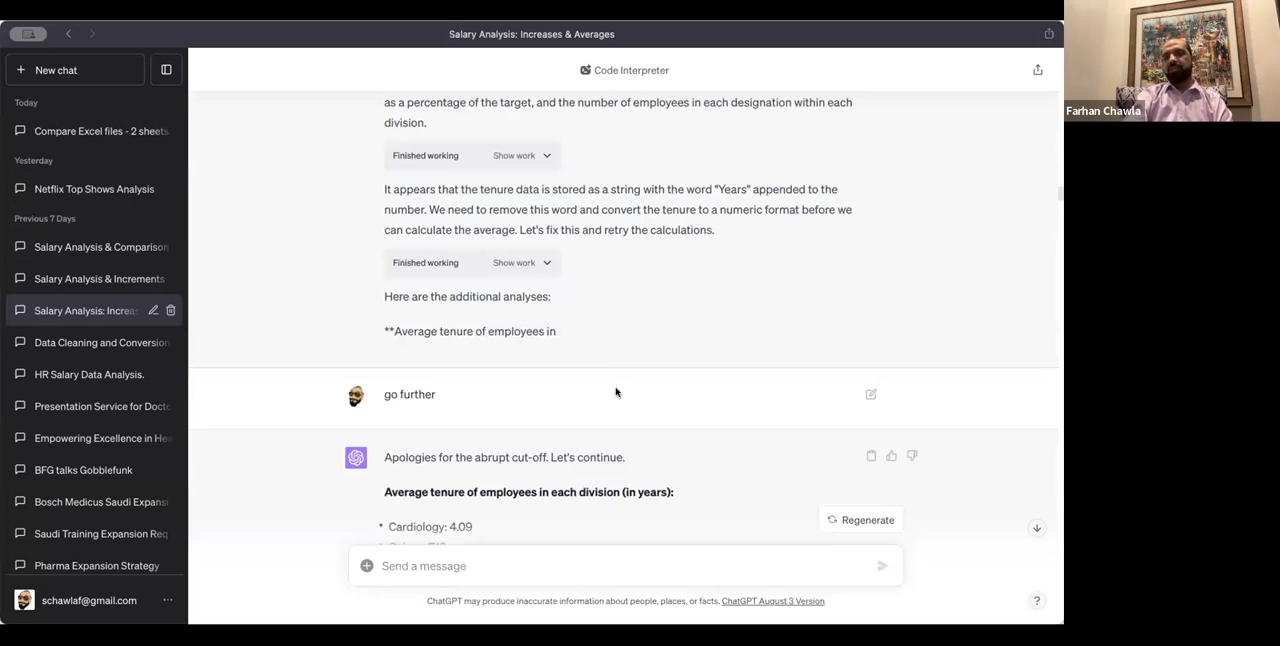 Salary Analysis: Increases & Averages
New chat
Today
Compare Excel files - 2 sheets.
Yesterday
Netflix Top Shows Analysis
Previous 7 Days
Salary Analysis & Comparison
Salary Analysis & Increments
Salary Analysis: Increas
Data Cleaning and Conversion
HR Salary Data Analysis.
Presentation Service for Docto
Empowering Excellence in Hea
BFG talks Gobblefunk
Bosch Medicus Saudi Expansi
Saudi Training Expansion Req
Pharma Expansion Strategy
schawlaf@gmail.com
Code Interpreter
as a percentage of the target, and the number of employees in each designation within each
division.
Finished working Show work
It appears that the tenure data is stored as a string with the word "Years" appended to the
number. We need to remove this word and convert the tenure to a numeric format before we
can calculate the average. Let's fix this and retry the calculations.
Finished working Show work
Here are the additional analyses:
**Average tenure of employees in
go further
Apologies for the abrupt cut-off. Let's continue.
Average tenure of employees in each division (in years):
• Cardiology: 4.09
Regenerate
Send a message
ChatGPT may produce inaccurate information about people, places, or facts. ChatGPT August 3 Version
?
Farhan Chawla